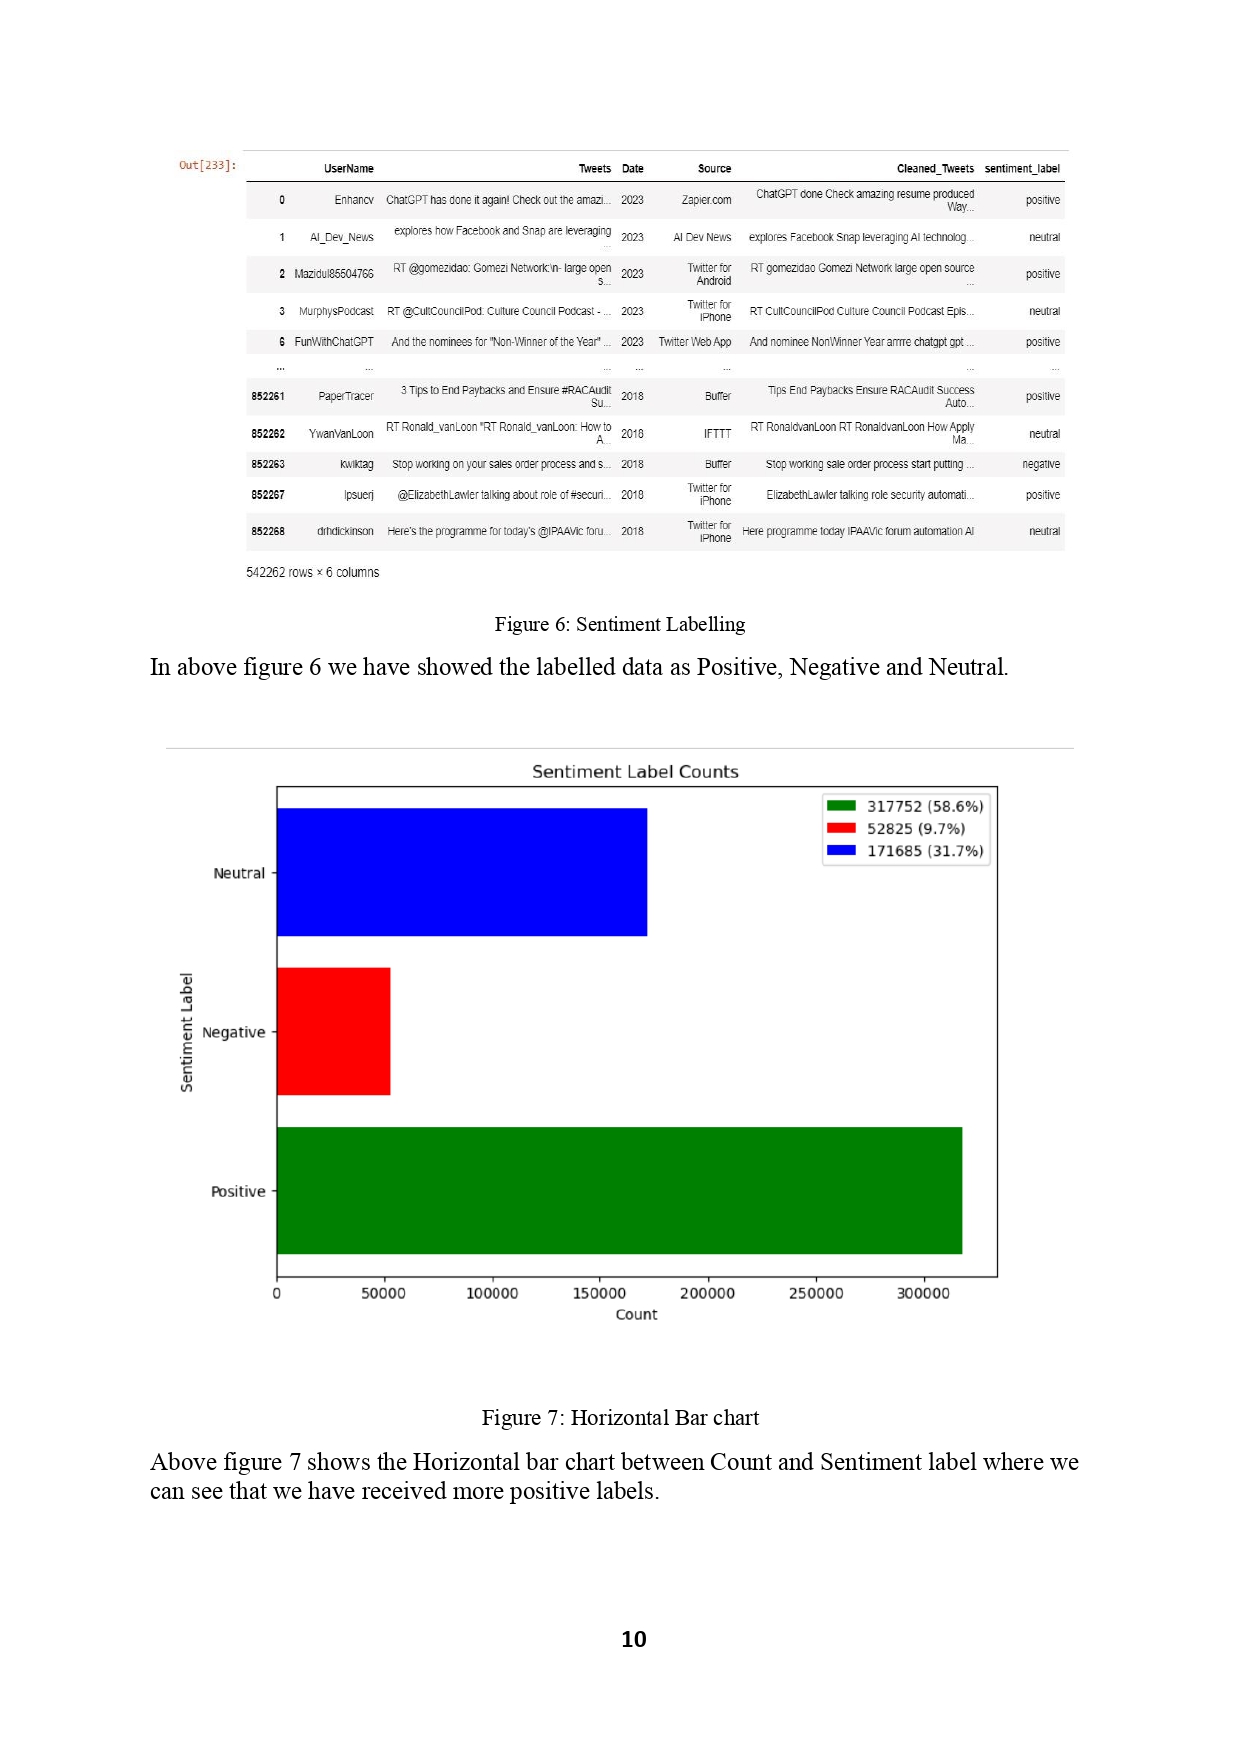 Out[233]:
UserName Tweets Date Source Cleaned_Tweets sentiment_label
0 Enhancv ChatGPT has done it again! Check out the amazi... 2023 Zapier.com ChatGPT done Check amazing resume produced Way... positive
1 AI_Dev_News explores how Facebook and Snap are leveraging ... 2023 AI Dev News explores Facebook Snap leveraging AI technolog... neutral
2 Mazidul85504766 RT @gomezidao: Gomezi Network:\n- large open s... 2023 Twitter for Android RT gomezidao Gomezi Network large open source ... positive
3 MurphysPodcast RT @CultCouncilPod: Culture Council Podcast - ... 2023 Twitter for iPhone RT CultCouncilPod Culture Council Podcast Epis... neutral
6 FunWithChatGPT And the nominees for "Non-Winner of the Year" ... 2023 Twitter Web App And nominee NonWinner Year arrrre chatgpt gpt ... positive
... ... ... ... ... ... ...
852261 PaperTracer 3 Tips to End Paybacks and Ensure #RACAudit Su... 2018 Buffer Tips End Paybacks Ensure RACAudit Success Auto... positive
852262 YwanVanLoon RT Ronald_vanLoon "RT Ronald_vanLoon: How to A... 2018 IFTTT RT RonaldvanLoon RT RonaldvanLoon How Apply Ma... neutral
852263 kwiktag Stop working on your sales order process and s... 2018 Buffer Stop working sale order process start putting ... negative
852267 lpsuerj @ElizabethLawler talking about role of #securi... 2018 Twitter for iPhone ElizabethLawler talking role security automati... positive
852268 drhdickinson Here's the programme for today's @IPAAVic foru... 2018 Twitter for iPhone Here programme today IPAAVic forum automation AI neutral
542262 rows × 6 columns
Figure 6: Sentiment Labelling
In above figure 6 we have showed the labelled data as Positive, Negative and Neutral.
Sentiment Label Counts
317752 (58.6%)
52825 (9.7%)
171685 (31.7%)
Neutral
Negative
Positive
Sentiment Label
0 50000 100000 150000 200000 250000 300000
Count
Figure 7: Horizontal Bar chart
Above figure 7 shows the Horizontal bar chart between Count and Sentiment label where we
can see that we have received more positive labels.
10